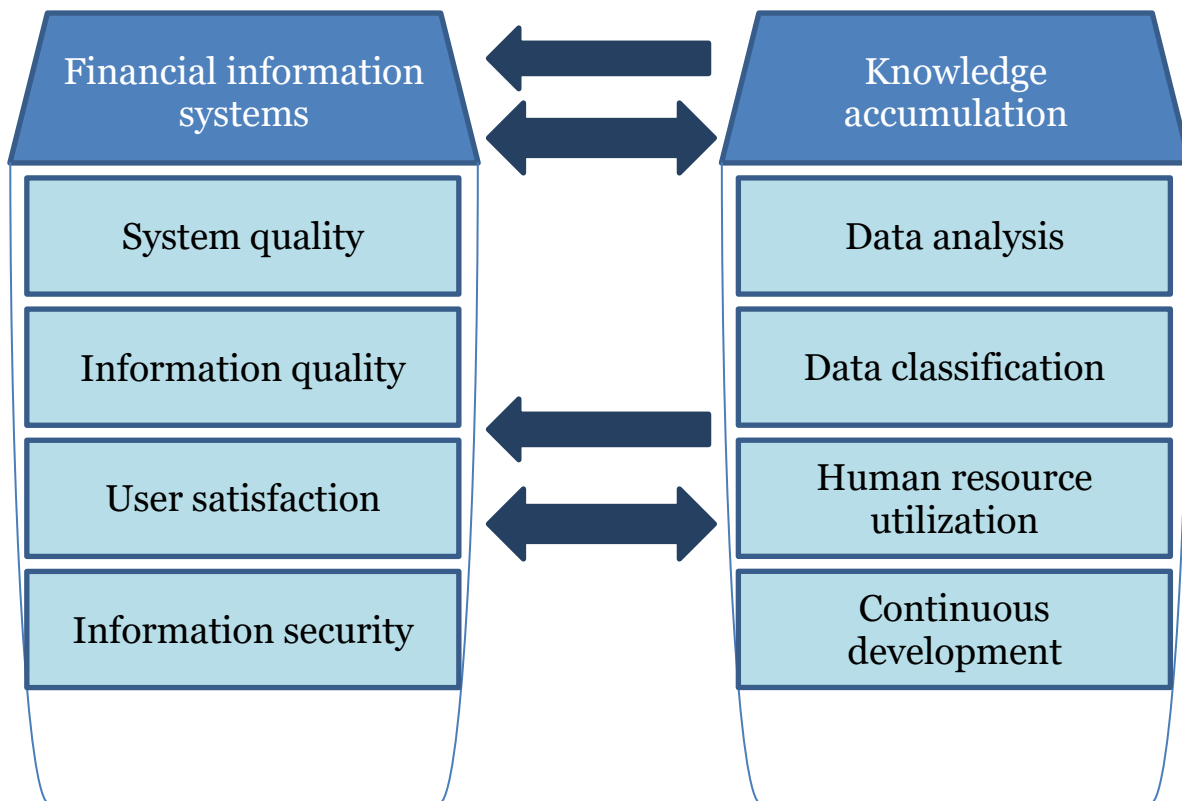 Financial information
systems
System quality
Information quality
User satisfaction
Information security
Knowledge
accumulation
Data analysis
Data classification
Human resource
utilization
Continuous
development